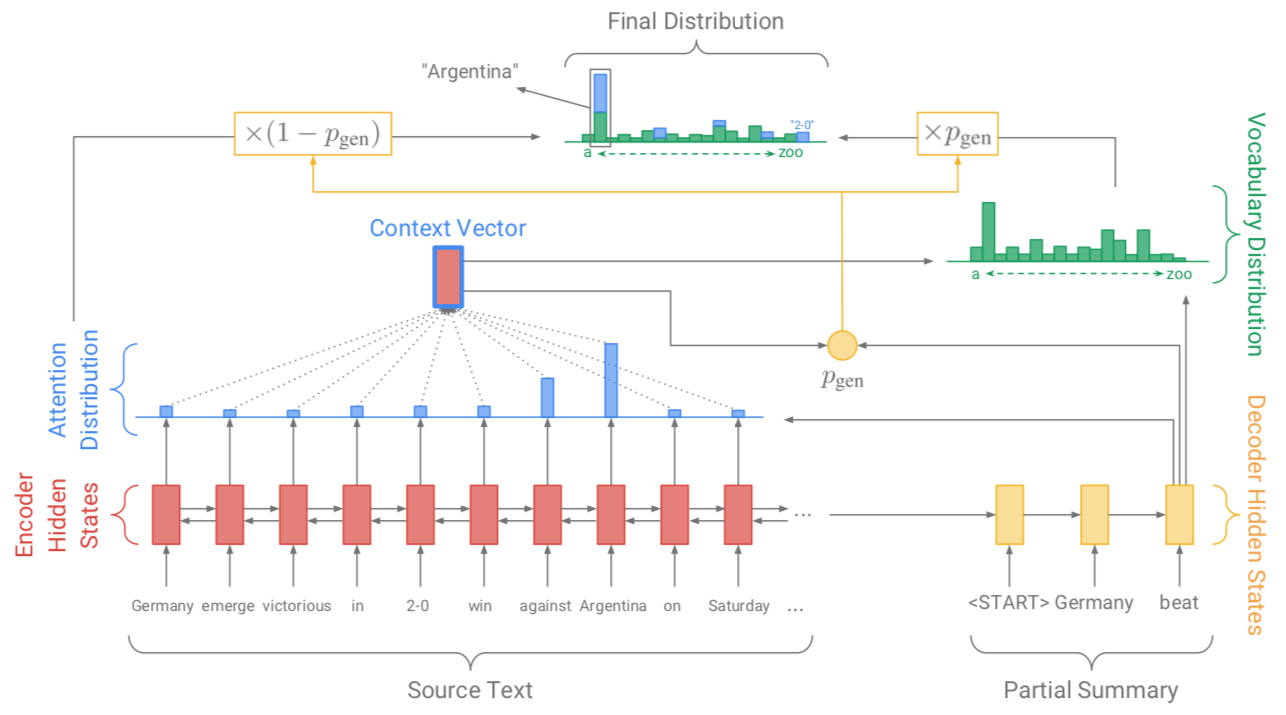 Final Distribution
"Argentina"
×(1 − p_gen)
×p_gen
"2-0"
a
zoo
Context Vector
Vocabulary Distribution
a
zoo
Attention
Distribution
p_gen
Encoder
Hidden
States
...
Decoder Hidden States
Germany emerge victorious in 2-0 win against Argentina on Saturday ...
<START> Germany beat
Source Text
Partial Summary